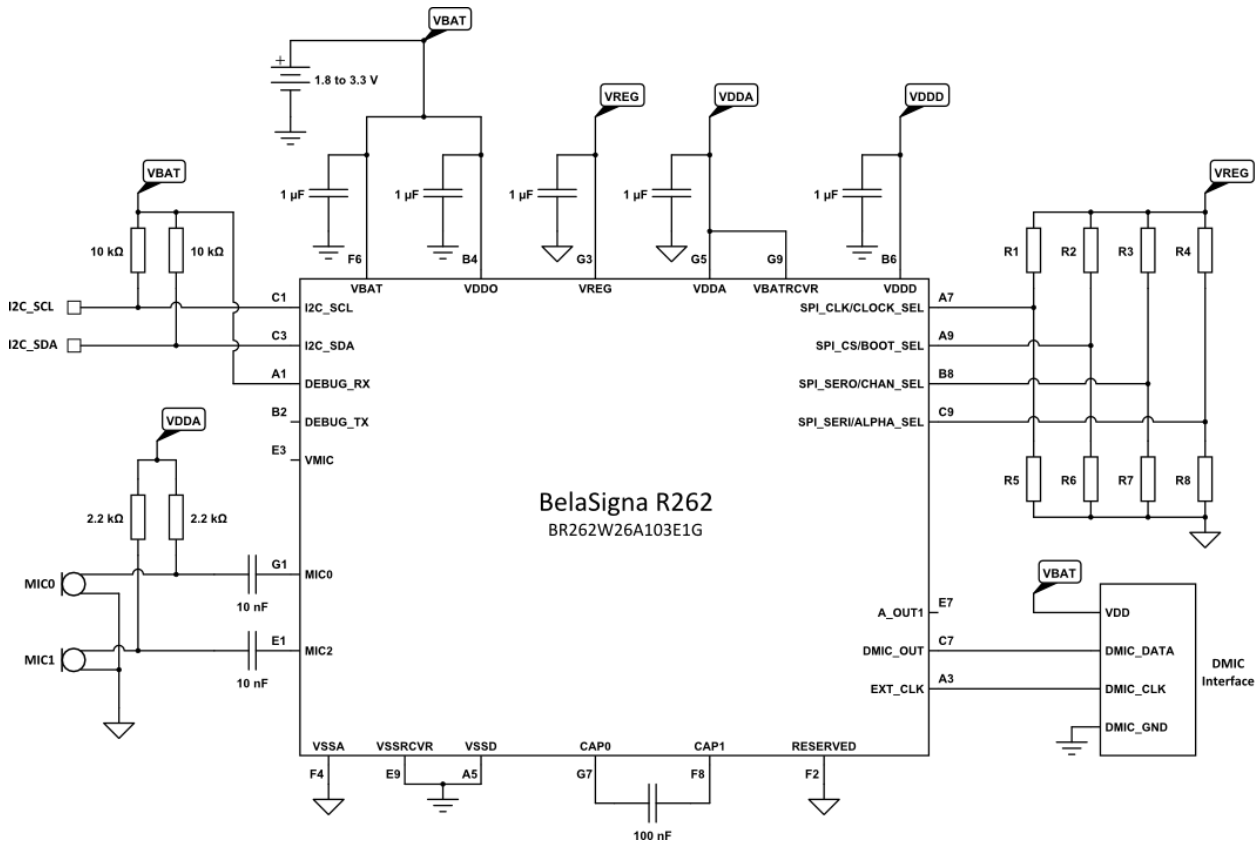 VBAT
+
1.8 to 3.3 V
VREG
VDDA
VDDD
VBAT
VREG
1 µF
1 µF
1 µF
1 µF
1 µF
10 kΩ
10 kΩ
R1
R2
R3
R4
F6
B4
G3
G5
G9
B6
VBAT
VDDO
VREG
VDDA
VBATRCVR
VDDD
I2C_SCL
C1
I2C_SCL
SPI_CLK/CLOCK_SEL
A7
I2C_SDA
C3
I2C_SDA
SPI_CS/BOOT_SEL
A9
A1
DEBUG_RX
SPI_SERO/CHAN_SEL
B8
B2
DEBUG_TX
SPI_SERI/ALPHA_SEL
C9
VDDA
E3
VMIC
R5
R6
R7
R8
2.2 kΩ
2.2 kΩ
BelaSigna R262
BR262W26A103E1G
MIC0
G1
MIC0
10 nF
VBAT
A_OUT1
E7
VDD
MIC1
E1
MIC2
10 nF
DMIC_OUT
C7
DMIC_DATA
EXT_CLK
A3
DMIC_CLK
DMIC_GND
DMIC
Interface
VSSA
VSSRCVR
VSSD
CAP0
CAP1
RESERVED
F4
E9
A5
G7
F8
F2
100 nF